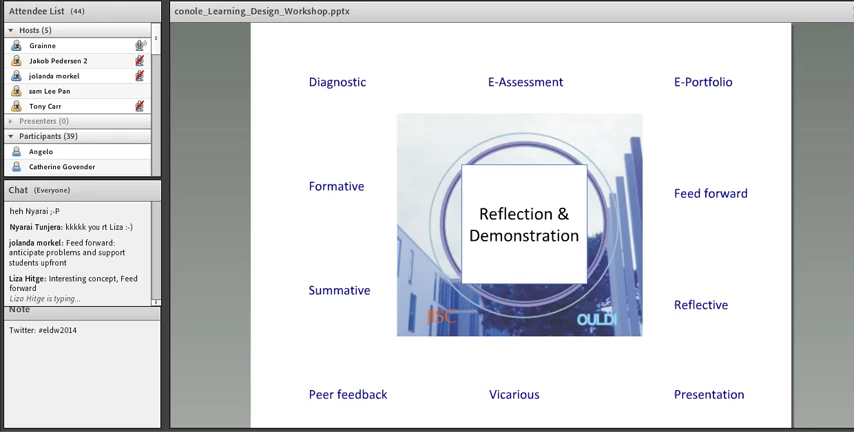 Attendee List (44)
Hosts (5)
Grainne
Jakob Pedersen 2
jolanda morkel
sam Lee Pan
Tony Carr
Presenters (0)
Participants (39)
Angelo
Catherine Govender
Chat (Everyone)
heh Nyarai ;-P
Nyarai Tunjera: kkkkk you rt Liza :-)
jolanda morkel: Feed forward:
anticipate problems and support
students upfront
Liza Hitge: Interesting concept, Feed
forward
Liza Hitge is typing...
Note
Twitter: #eldw2014
conole_Learning_Design_Workshop.pptx
Diagnostic
E-Assessment
E-Portfolio
Formative
Feed forward
Reflection &
Demonstration
Summative
Reflective
JISC
OULDI
Peer feedback
Vicarious
Presentation